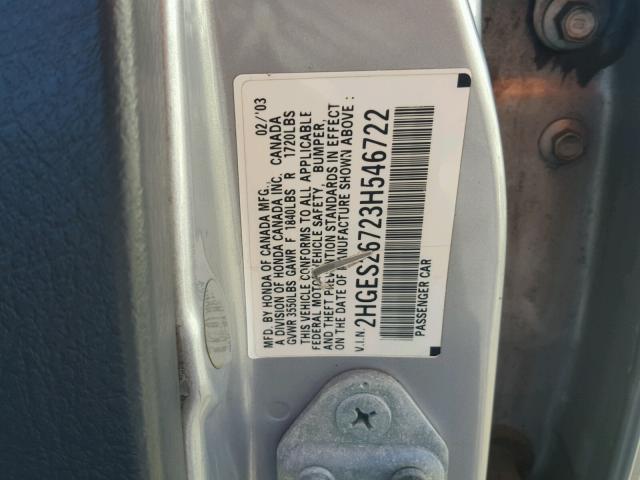 MFD. BY HONDA OF CANADA MFG. 02/'03
A DIVISION OF HONDA CANADA INC. CANADA
GVWR 3550LBS GAWR F 1840LBS R 1720LBS
THIS VEHICLE CONFORMS TO ALL APPLICABLE
FEDERAL MOTOR VEHICLE SAFETY, BUMPER,
AND THEFT PREVENTION STANDARDS IN EFFECT
ON THE DATE OF MANUFACTURE SHOWN ABOVE :
V.I.N. 2HGES26723H546722
PASSENGER CAR